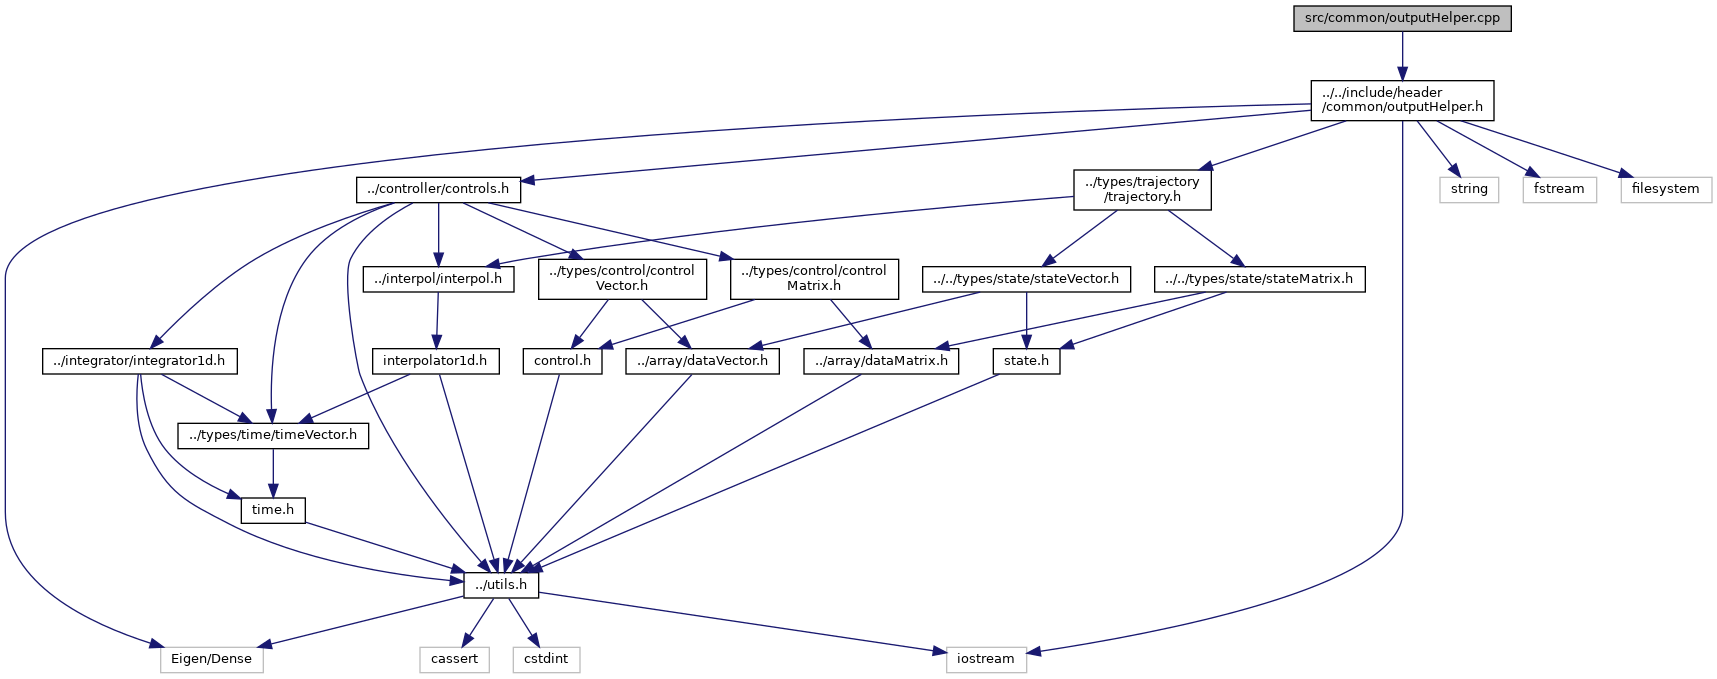 src/common/outputHelper.cpp
../../include/header
/common/outputHelper.h
../controller/controls.h
../types/trajectory
/trajectory.h
string
fstream
filesystem
../interpol/interpol.h
../types/control/control
Vector.h
../types/control/control
Matrix.h
../../types/state/stateVector.h
../../types/state/stateMatrix.h
../integrator/integrator1d.h
interpolator1d.h
control.h
../array/dataVector.h
../array/dataMatrix.h
state.h
../types/time/timeVector.h
time.h
../utils.h
Eigen/Dense
cassert
cstdint
iostream